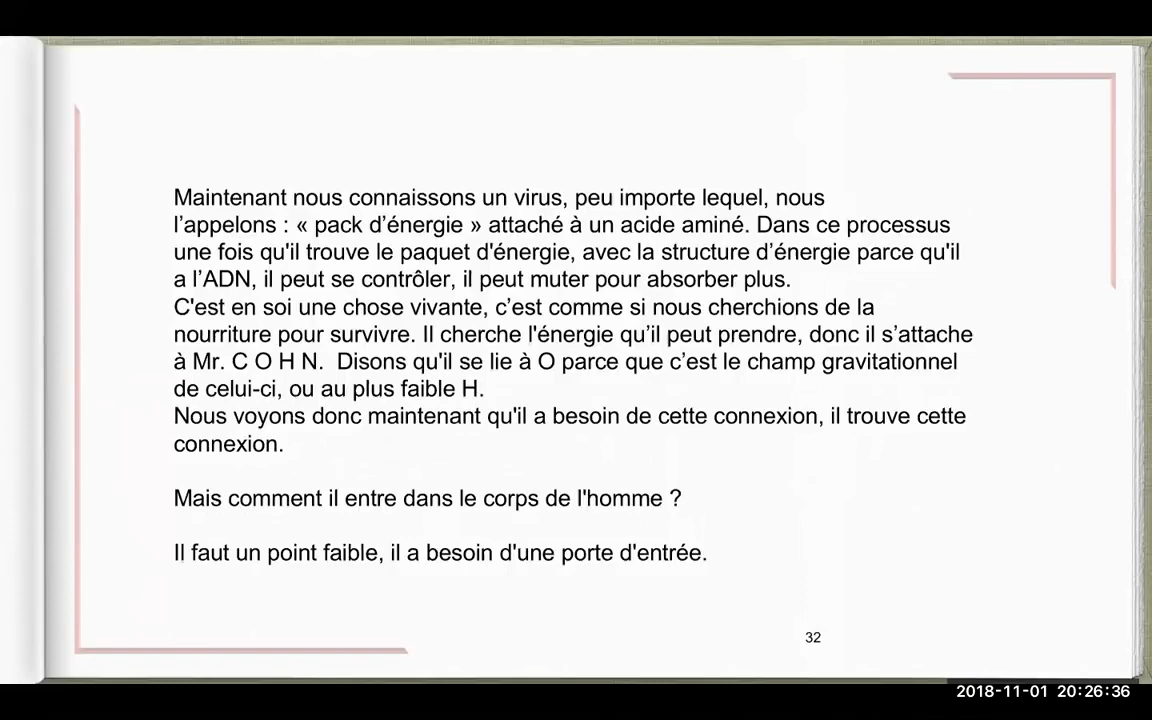 Maintenant nous connaissons un virus, peu importe lequel, nous
l’appelons : « pack d’énergie » attaché à un acide aminé. Dans ce processus
une fois qu'il trouve le paquet d'énergie, avec la structure d’énergie parce qu'il
a l’ADN, il peut se contrôler, il peut muter pour absorber plus.
C'est en soi une chose vivante, c’est comme si nous cherchions de la
nourriture pour survivre. Il cherche l'énergie qu’il peut prendre, donc il s’attache
à Mr. C O H N.  Disons qu'il se lie à O parce que c’est le champ gravitationnel
de celui-ci, ou au plus faible H.
Nous voyons donc maintenant qu'il a besoin de cette connexion, il trouve cette
connexion.
Mais comment il entre dans le corps de l'homme ?
Il faut un point faible, il a besoin d'une porte d'entrée.
32
2018-11-01 20:26:36